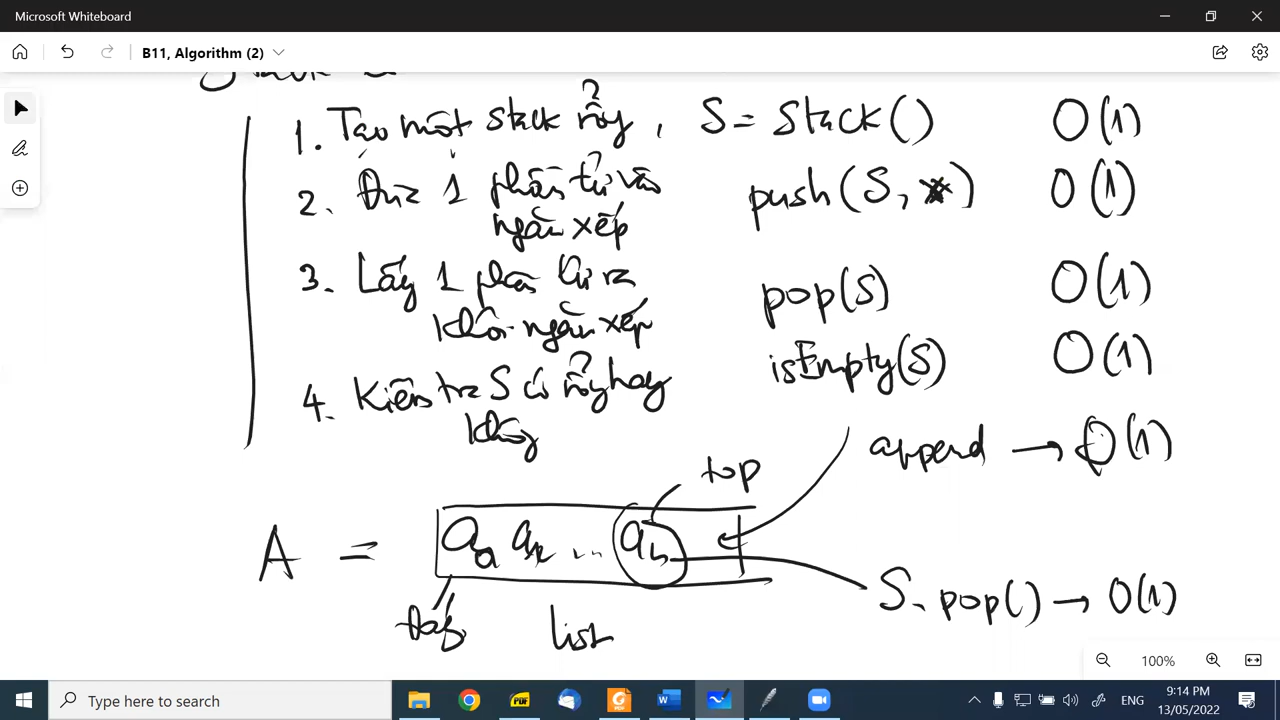 Microsoft Whiteboard
B11, Algorithm (2)
1. Tạo một stack rỗng, S = Stack() O(1)
2. Đưa 1 phần tử vào push(S, x) O(1)
ngăn xếp
3. Lấy 1 phần tử ra pop(S) O(1)
khỏi ngăn xếp
4. Kiểm tra S có rỗng hay isEmpty(S) O(1)
không
append → O(1)
top
A = ... 
đáy list S.pop() → O(1)
100%
Type here to search
ENG
9:14 PM
13/05/2022